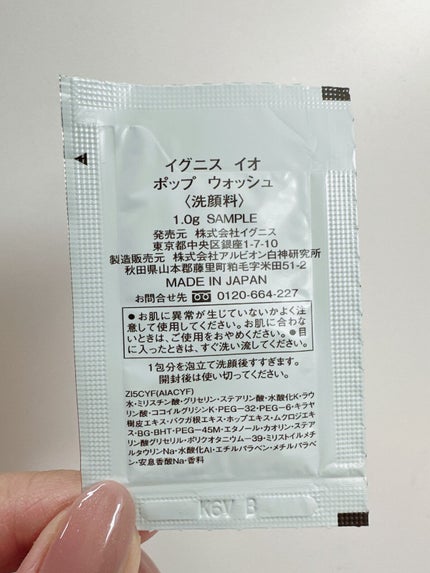 イグニス イオ
ポップ ウォッシュ
〈洗顔料〉
1.0g SAMPLE
発売元 株式会社イグニス
東京都中央区銀座1-7-10
製造販売元 株式会社アルビオン白神研究所
秋田県山本郡藤里町粕毛字米田51-2
MADE IN JAPAN
お問合せ先 0120-664-227
●お肌に異常が生じていないかよく注
意して使用してください。お肌に合わな
いときは、ご使用をおやめください。●目
に入ったときは、すぐ洗い流してください。
1包分を泡立て洗顔後すすぎます。
開封後は使い切ってください。
ZI5CYF(AIACYF)
水・ミリスチン酸・グリセリン・ステアリン酸・水酸化K・ラウ
リン酸・ココイルグリシンK・PEG-32・PEG-6・キラヤ
樹皮エキス・バクガ根エキス・ホップエキス・ムクロジエキ
ス・BG・BHT・PEG-45M・エタノール・カオリン・ステア
リン酸グリセリル・ポリクオタニウム-39・ミリストイルメチ
ルタウリンNa・水酸化Al・エチルパラベン・メチルパラベ
ン・安息香酸Na・香料
K6V B